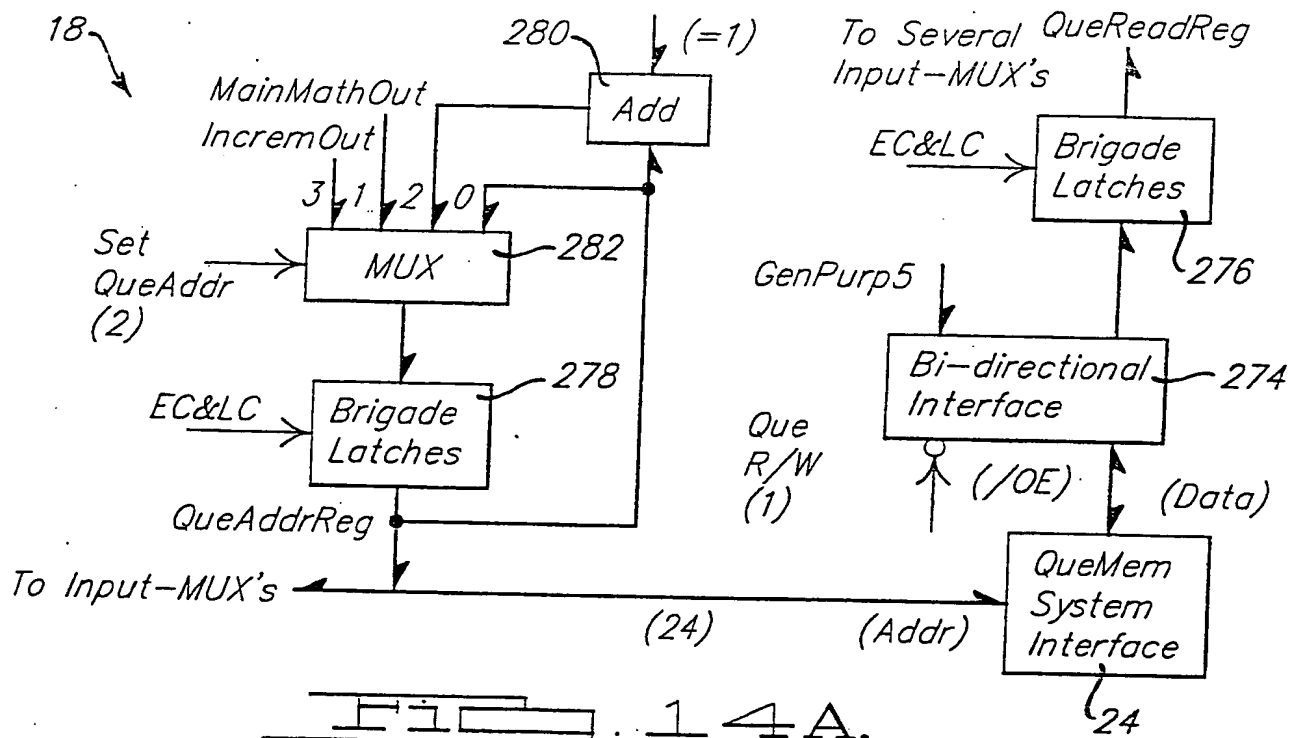 18
280
(=1)
Add
MainMathOut
IncremOut
3 1 2 0
Set
QueAddr
(2)
MUX
282
EC&LC
Brigade
Latches
278
QueAddrReg
To Input-MUX's
(24)
(Addr)
To Several
Input-MUX's
QueReadReg
EC&LC
Brigade
Latches
276
GenPurp5
Bi-directional
Interface
274
Que
R/W
(1)
(/OE)
(Data)
QueMem
System
Interface
24
FIG. 14A.